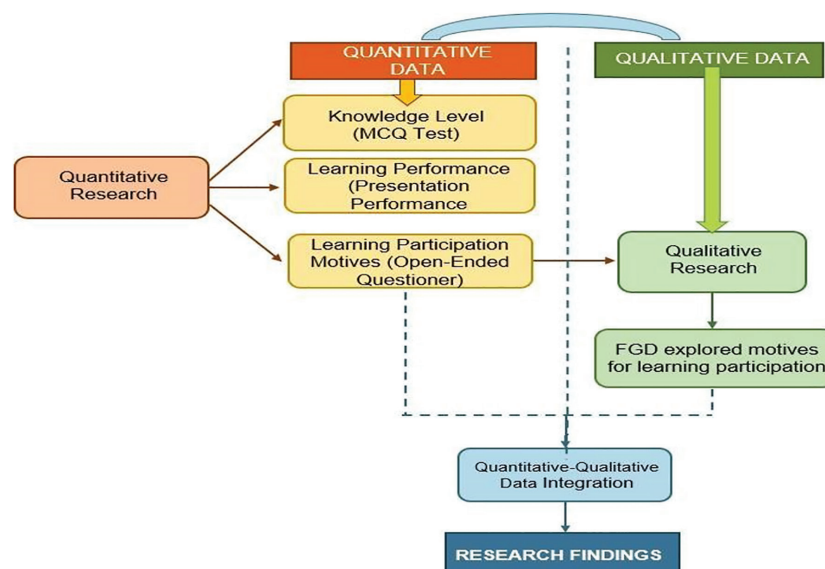 QUANTITATIVE
DATA
QUALITATIVE DATA
Knowledge Level
(MCQ Test)
Quantitative
Research
Learning Performance
(Presentation
Performance
Learning Participation
Motives (Open-Ended
Questioner)
Qualitative
Research
FGD explored motives
for learning participation
Quantitative-Qualitative
Data Integration
RESEARCH FINDINGS